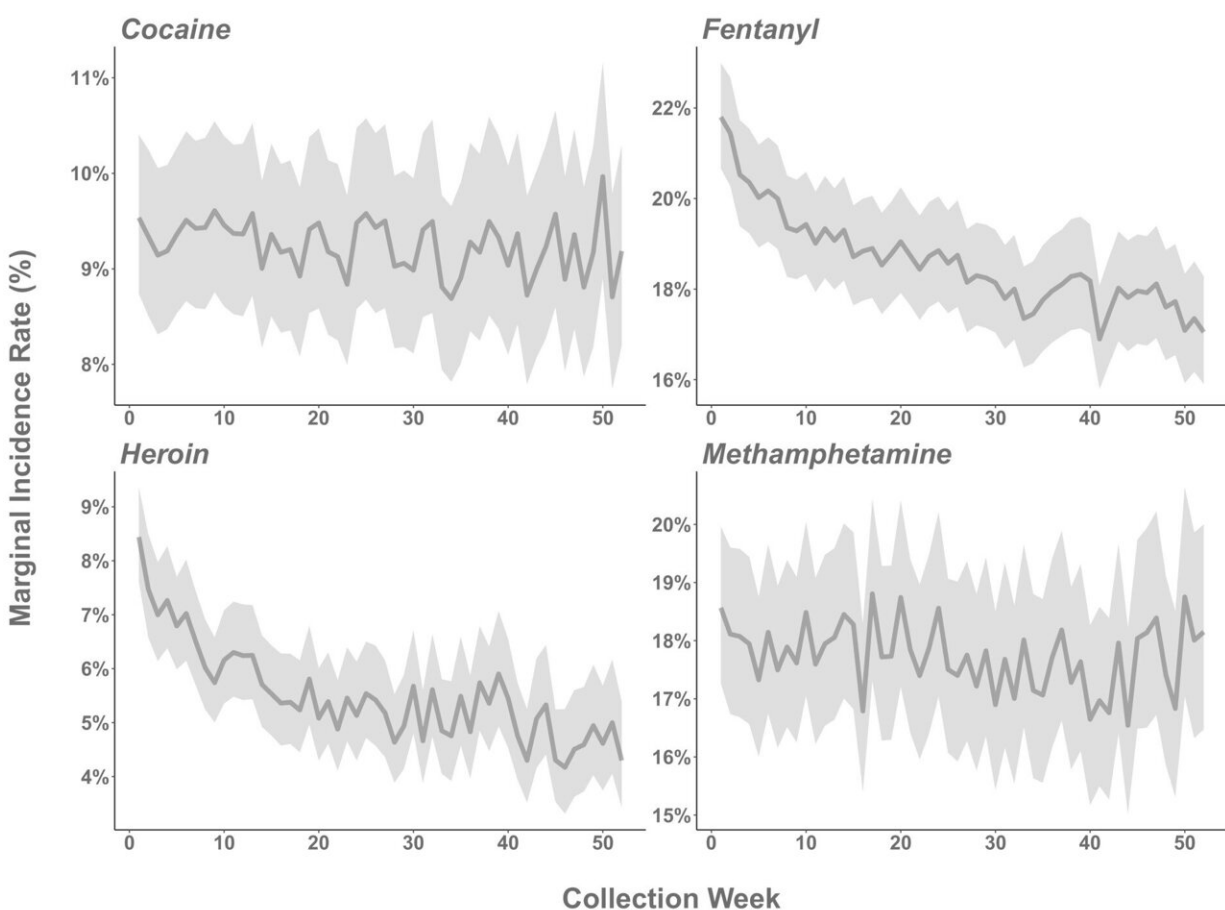 Cocaine
Fentanyl
11%
10%
9%
8%
0 10 20 30 40 50
22%
20%
18%
16%
0 10 20 30 40 50
Heroin
Methamphetamine
9%
8%
7%
6%
5%
4%
0 10 20 30 40 50
20%
19%
18%
17%
16%
15%
0 10 20 30 40 50
Marginal Incidence Rate (%)
Collection Week